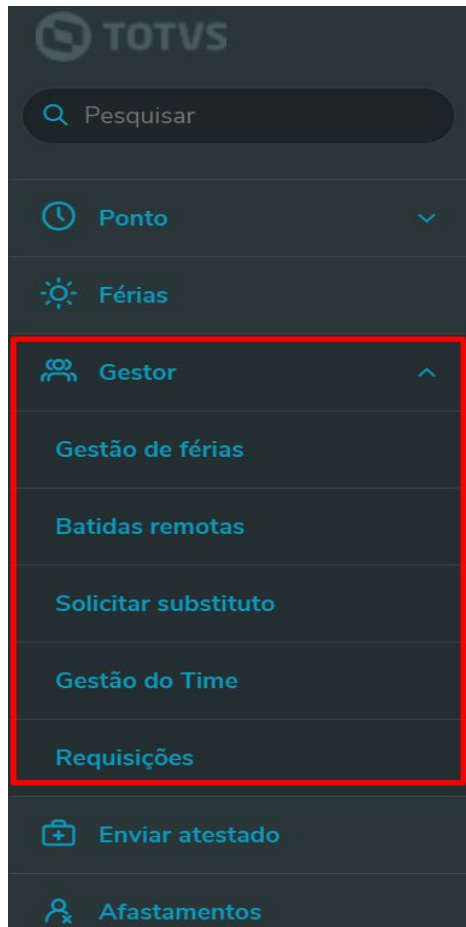 TOTVS
Pesquisar
Ponto
Férias
Gestor
Gestão de férias
Batidas remotas
Solicitar substituto
Gestão do Time
Requisições
Enviar atestado
Afastamentos